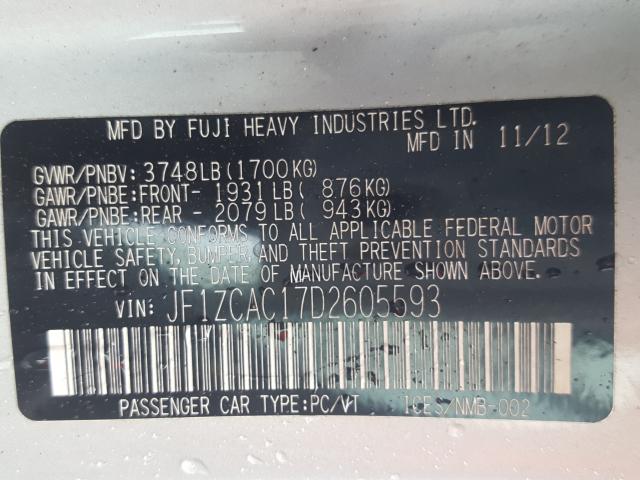 MFD BY FUJI HEAVY INDUSTRIES LTD.
MFD IN 11/12
GVWR/PNBV: 3748LB(1700KG)
GAWR/PNBE:FRONT- 1931LB( 876KG)
GAWR/PNBE:REAR - 2079LB( 943KG)
THIS VEHICLE CONFORMS TO ALL APPLICABLE FEDERAL MOTOR
VEHICLE SAFETY, BUMPER, AND THEFT PREVENTION STANDARDS
IN EFFECT ON THE DATE OF MANUFACTURE SHOWN ABOVE.
VIN: JF1ZCAC17D2605593
PASSENGER CAR TYPE:PC/VT ICES/NMB-002